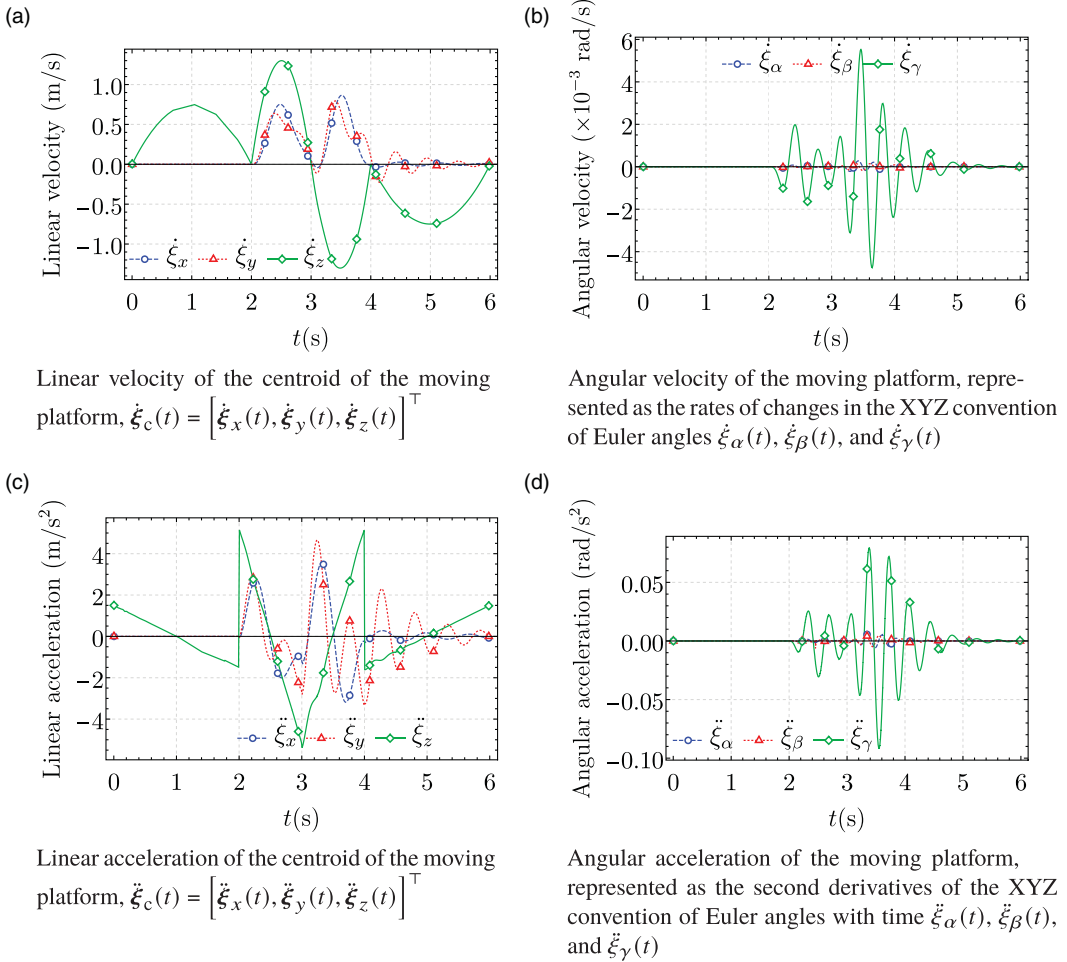 (a)
Linear velocity (m/s)
1.0
0.5
0.0
−0.5
−1.0
ξ̇x ξ̇y ξ̇z
0 1 2 3 4 5 6
t(s)
Linear velocity of the centroid of the moving
platform, ξ̇c(t) = [ξ̇x(t), ξ̇y(t), ξ̇z(t)]⊤
(b)
Angular velocity (×10−3 rad/s)
6
4
2
0
−2
−4
ξ̇α ξ̇β ξ̇γ
0 1 2 3 4 5 6
t(s)
Angular velocity of the moving platform, repre-
sented as the rates of changes in the XYZ convention
of Euler angles ξ̇α(t), ξ̇β(t), and ξ̇γ(t)
(c)
Linear acceleration (m/s2)
4
2
0
−2
−4
ξ̈x ξ̈y ξ̈z
0 1 2 3 4 5 6
t(s)
Linear acceleration of the centroid of the moving
platform, ξ̈c(t) = [ξ̈x(t), ξ̈y(t), ξ̈z(t)]⊤
(d)
Angular acceleration (rad/s2)
0.05
0.00
−0.05
−0.10
ξ̈α ξ̈β ξ̈γ
0 1 2 3 4 5 6
t(s)
Angular acceleration of the moving platform,
represented as the second derivatives of the XYZ
convention of Euler angles with time ξ̈α(t), ξ̈β(t),
and ξ̈γ(t)